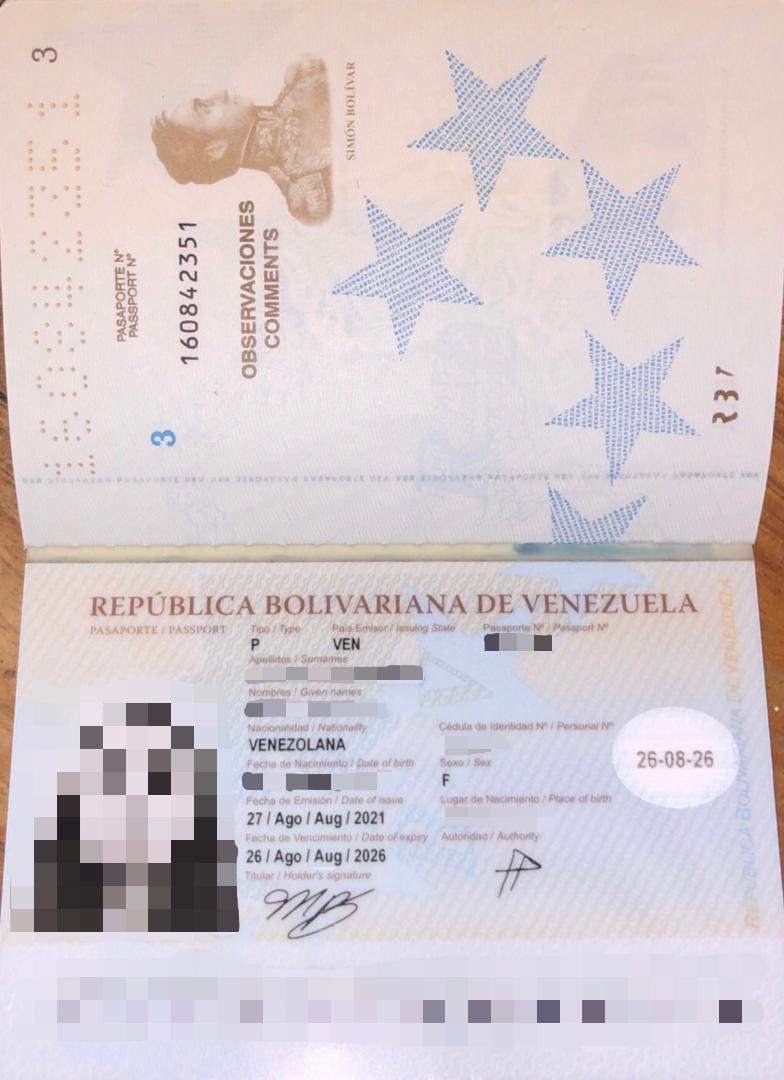 3
PASAPORTE Nº
PASSPORT Nº
160842351
3
OBSERVACIONES
COMMENTS
SIMÓN BOLÍVAR
REPÚBLICA BOLIVARIANA DE VENEZUELA
PASAPORTE / PASSPORT
Tipo / Type
País Emisor / Issuing State
Pasaporte Nº / Passport Nº
P
VEN
Apellidos / Surnames
Nombres / Given names
Nacionalidad / Nationality
Cédula de Identidad Nº / Personal Nº
VENEZOLANA
Fecha de Nacimiento / Date of birth
Sexo / Sex
F
26-08-26
Fecha de Emisión / Date of issue
Lugar de Nacimiento / Place of birth
27 / Ago / Aug / 2021
Fecha de Vencimiento / Date of expiry
Autoridad / Authority
26 / Ago / Aug / 2026
Titular / Holder's signature